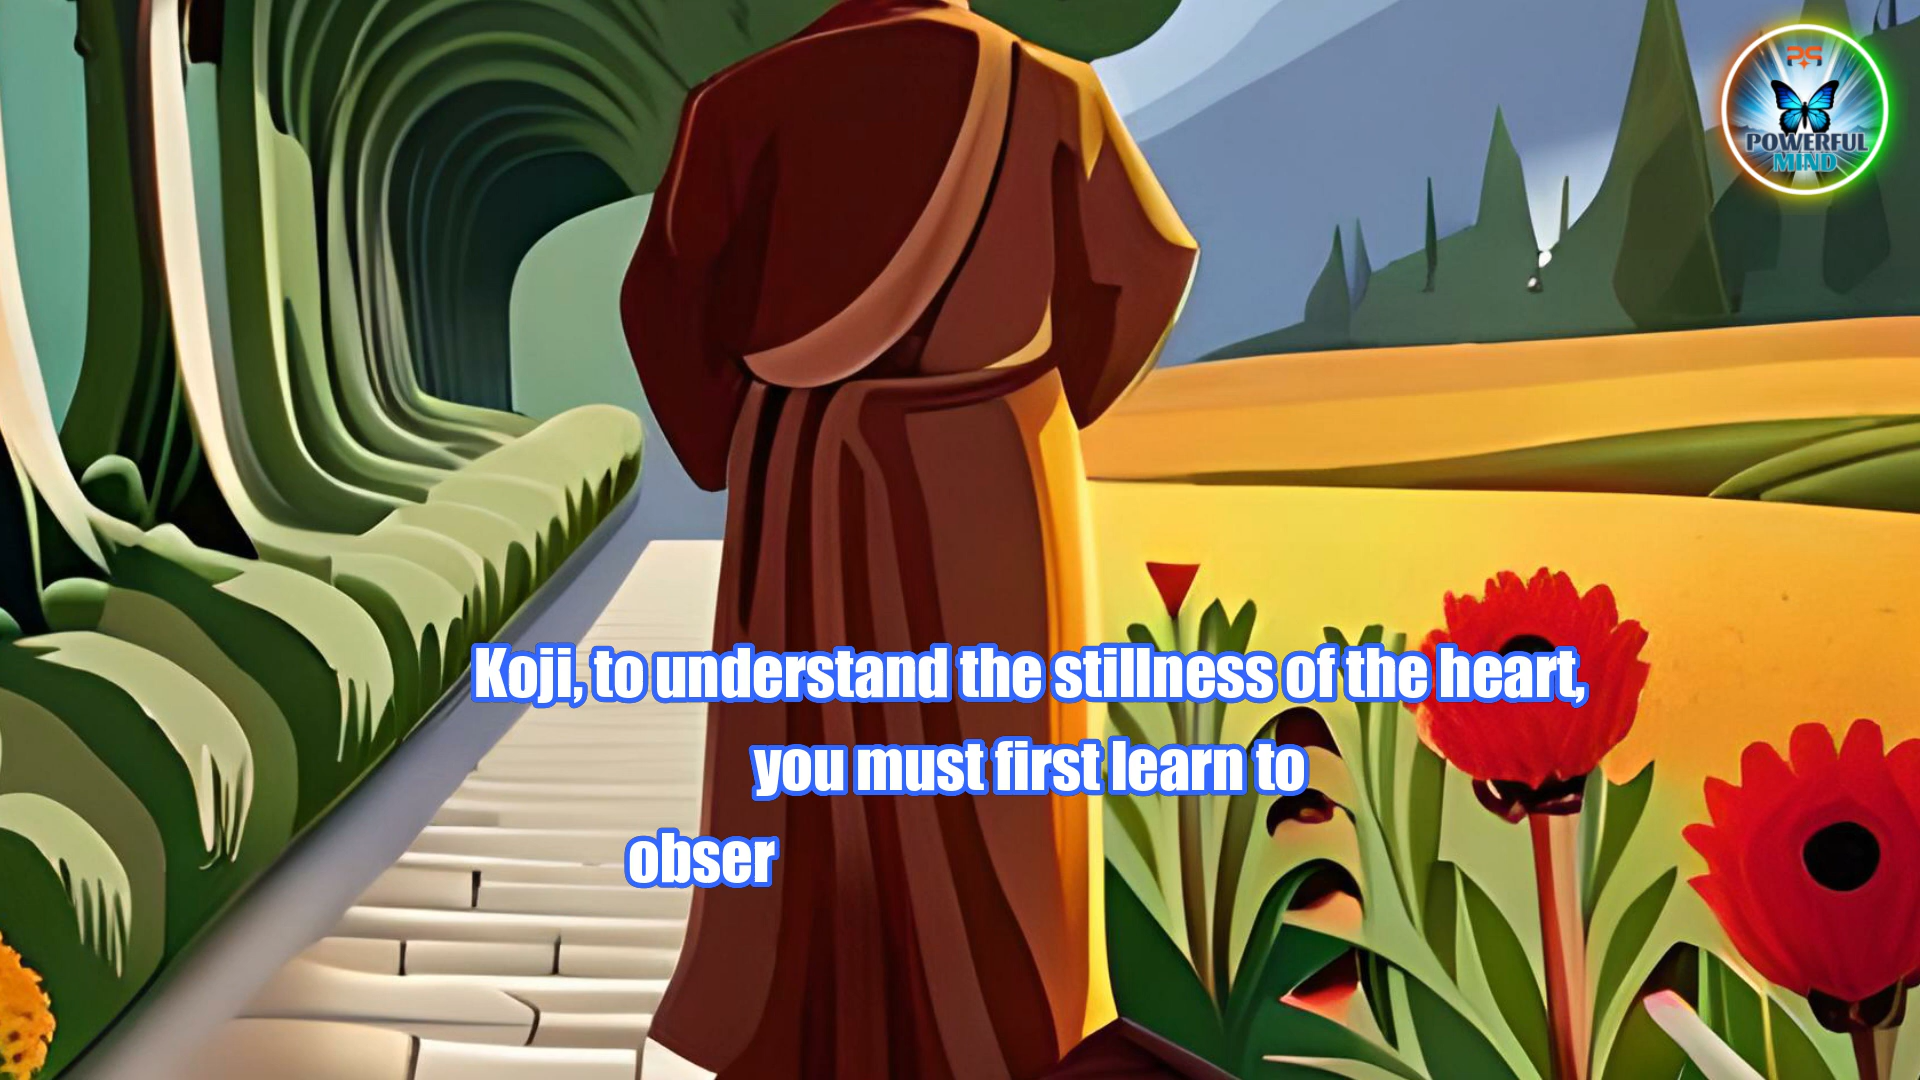 POWERFUL
MIND
Koji, to understand the stillness of the heart,
you must first learn to
obser